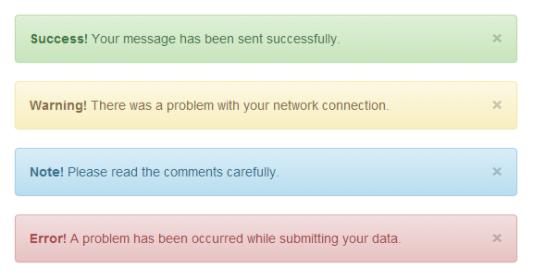 Success! Your message has been sent successfully. ×
Warning! There was a problem with your network connection. ×
Note! Please read the comments carefully. ×
Error! A problem has been occurred while submitting your data. ×